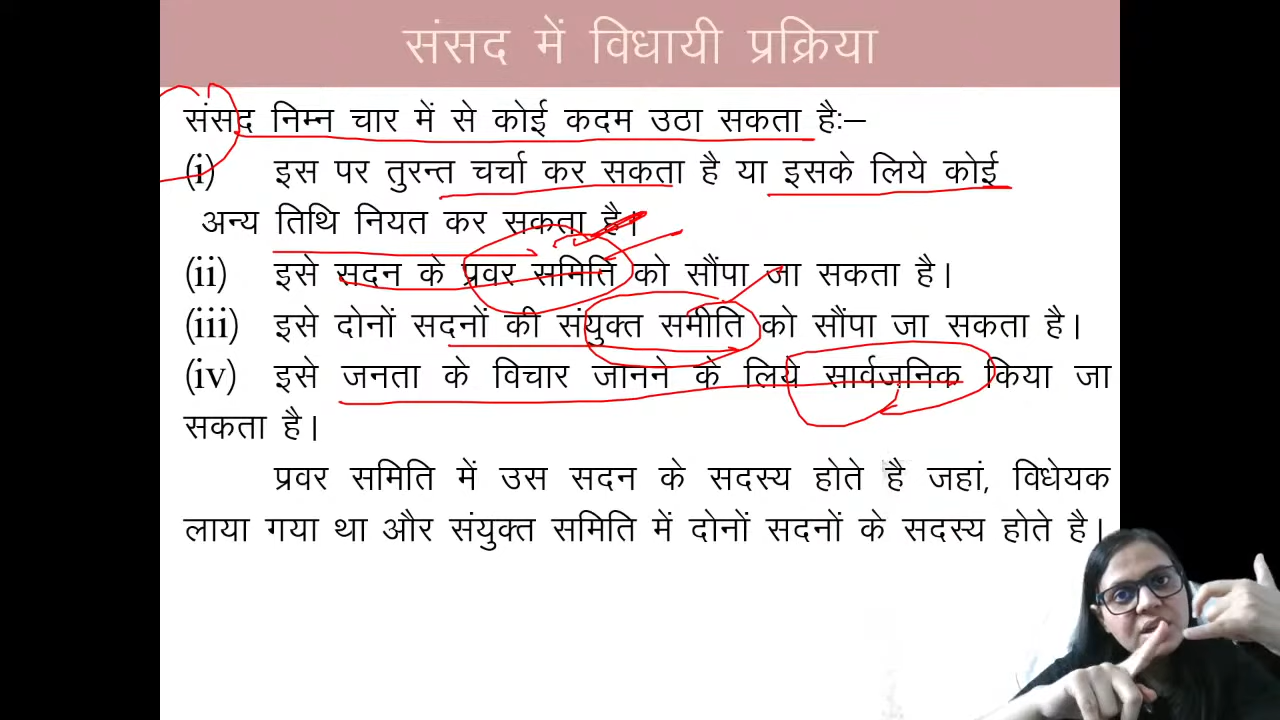 संसद में विधायी प्रक्रिया
संसद निम्न चार में से कोई कदम उठा सकता है:–
(i) इस पर तुरन्त चर्चा कर सकता है या इसके लिये कोई
अन्य तिथि नियत कर सकता है।
(ii) इसे सदन के प्रवर समिति को सौंपा जा सकता है।
(iii) इसे दोनों सदनों की संयुक्त समीति को सौंपा जा सकता है।
(iv) इसे जनता के विचार जानने के लिये सार्वजनिक किया जा
सकता है।
प्रवर समिति में उस सदन के सदस्य होते है जहां, विधेयक
लाया गया था और संयुक्त समिति में दोनों सदनों के सदस्य होते है।